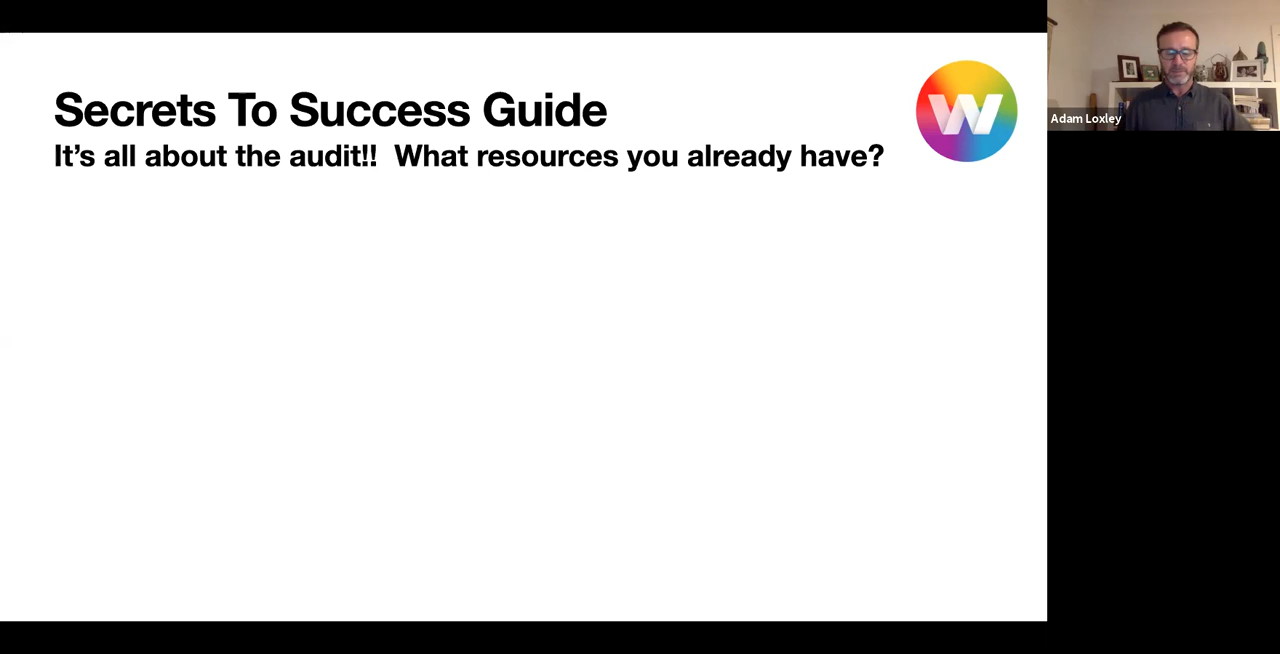 Secrets To Success Guide
It’s all about the audit!!  What resources you already have?
W
Adam Loxley